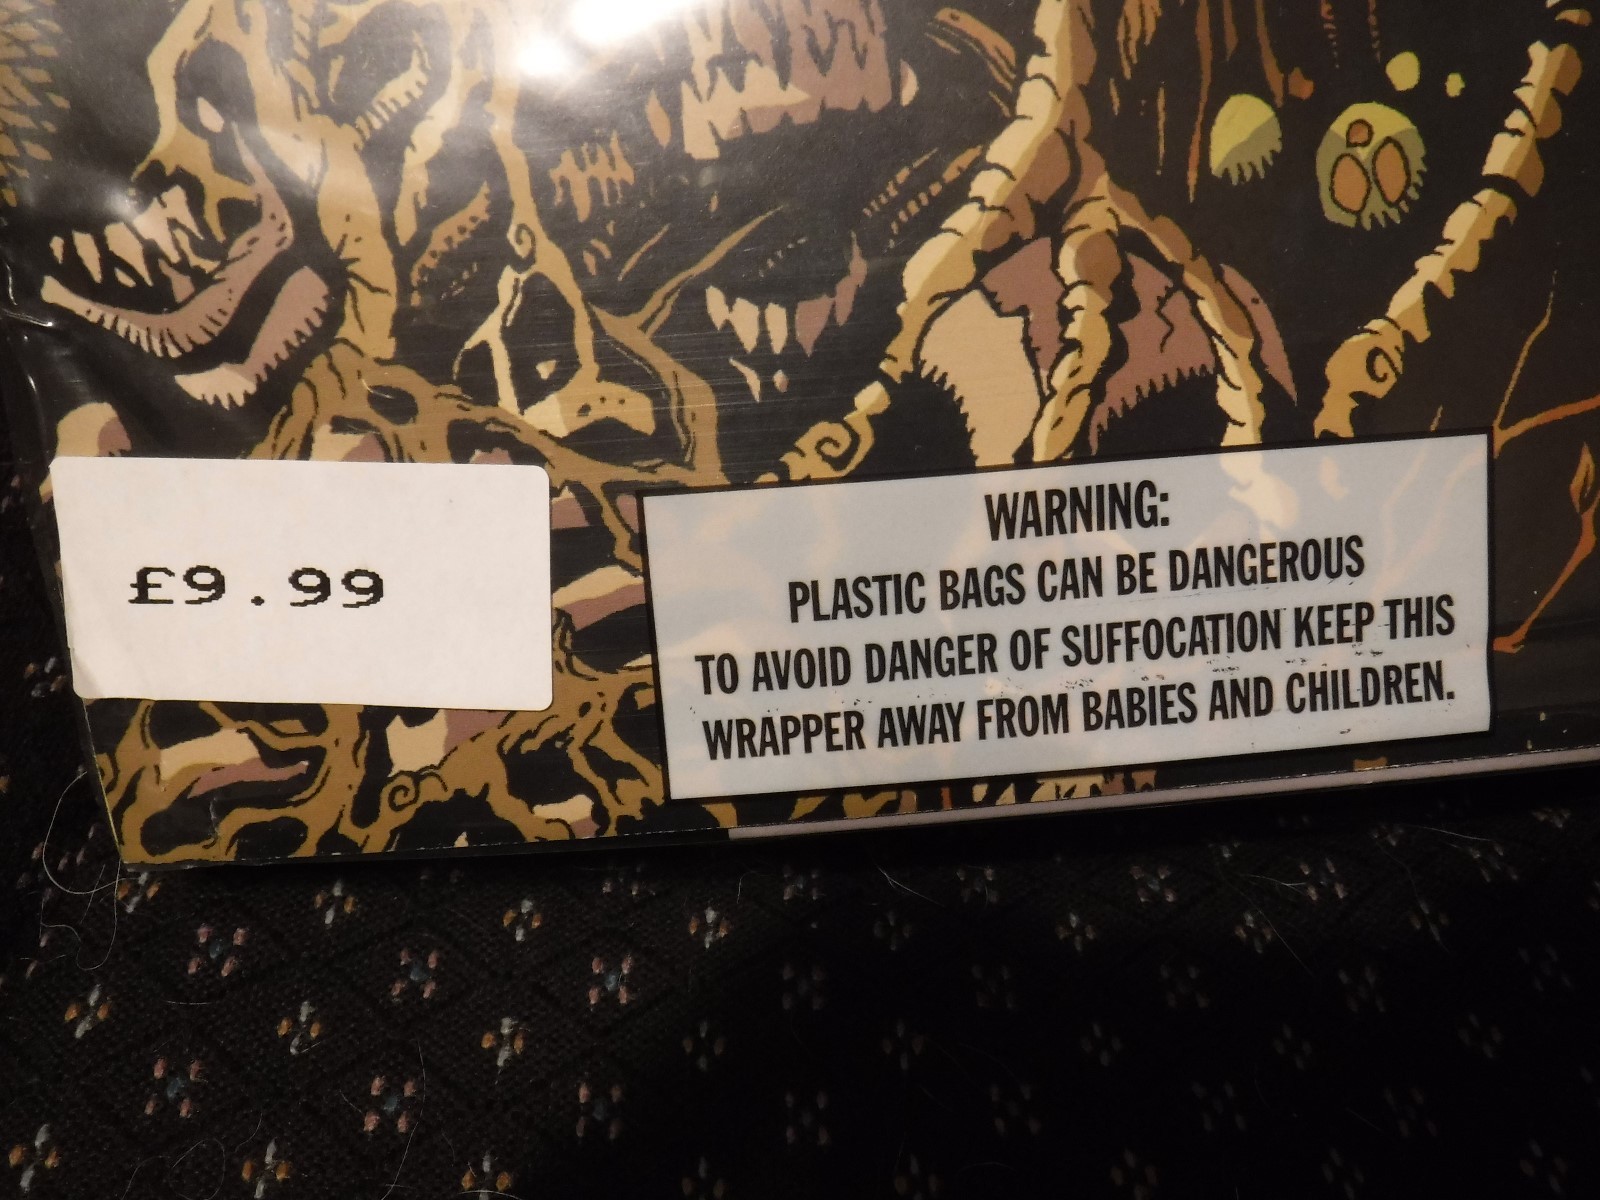 £9.99
WARNING:
PLASTIC BAGS CAN BE DANGEROUS
TO AVOID DANGER OF SUFFOCATION KEEP THIS
WRAPPER AWAY FROM BABIES AND CHILDREN.